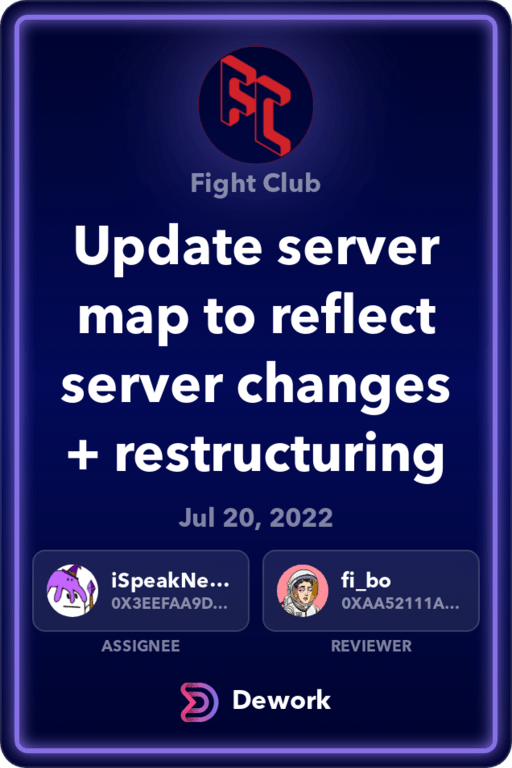 FC
Fight Club
Update server
map to reflect
server changes
+ restructuring
Jul 20, 2022
iSpeakNe...
0X3EEFAA9D...
ASSIGNEE
fi_bo
0XAA52111A...
REVIEWER
Dework